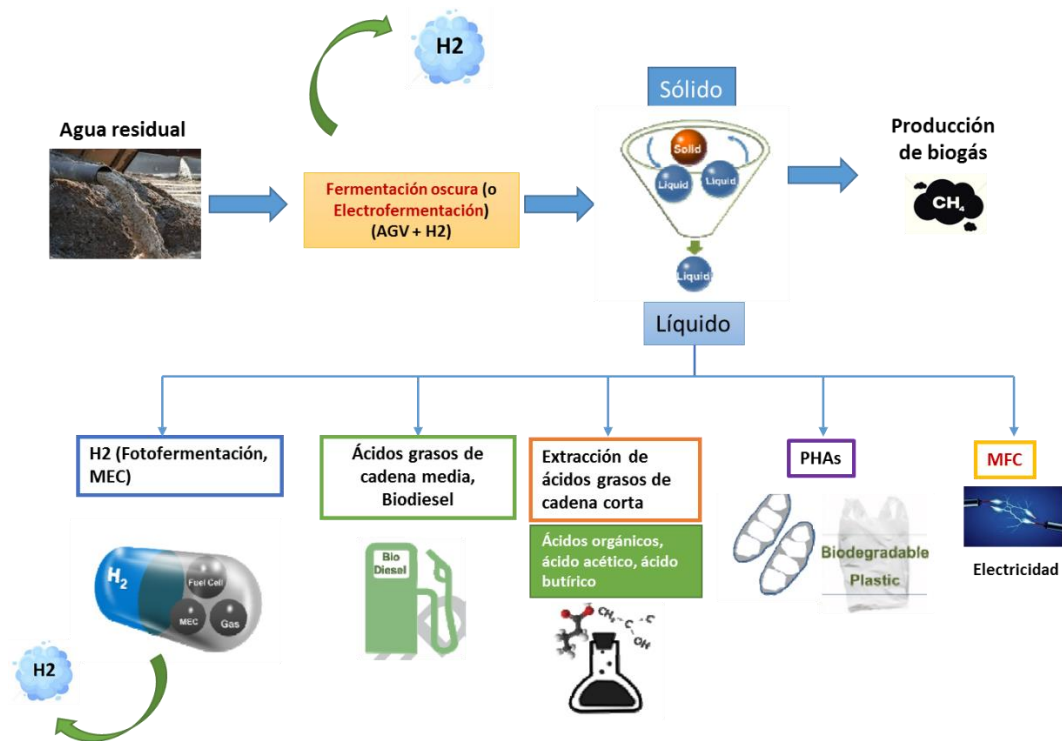 H2
Agua residual
Fermentación oscura (o
Electrofermentación)
(AGV + H2)
Sólido
Solid
Liquid
Liquid
Liquid
Producción
de biogás
CH4
Líquido
H2 (Fotofermentación,
MEC)
H2
Fuel Cell
MEC
Gas
H2
Ácidos grasos de
cadena media,
Biodiesel
Bio
Diesel
Extracción de
ácidos grasos de
cadena corta
Ácidos orgánicos,
ácido acético, ácido
butírico
CH3
C
OH
PHAs
Biodegradable
Plastic
MFC
Electricidad